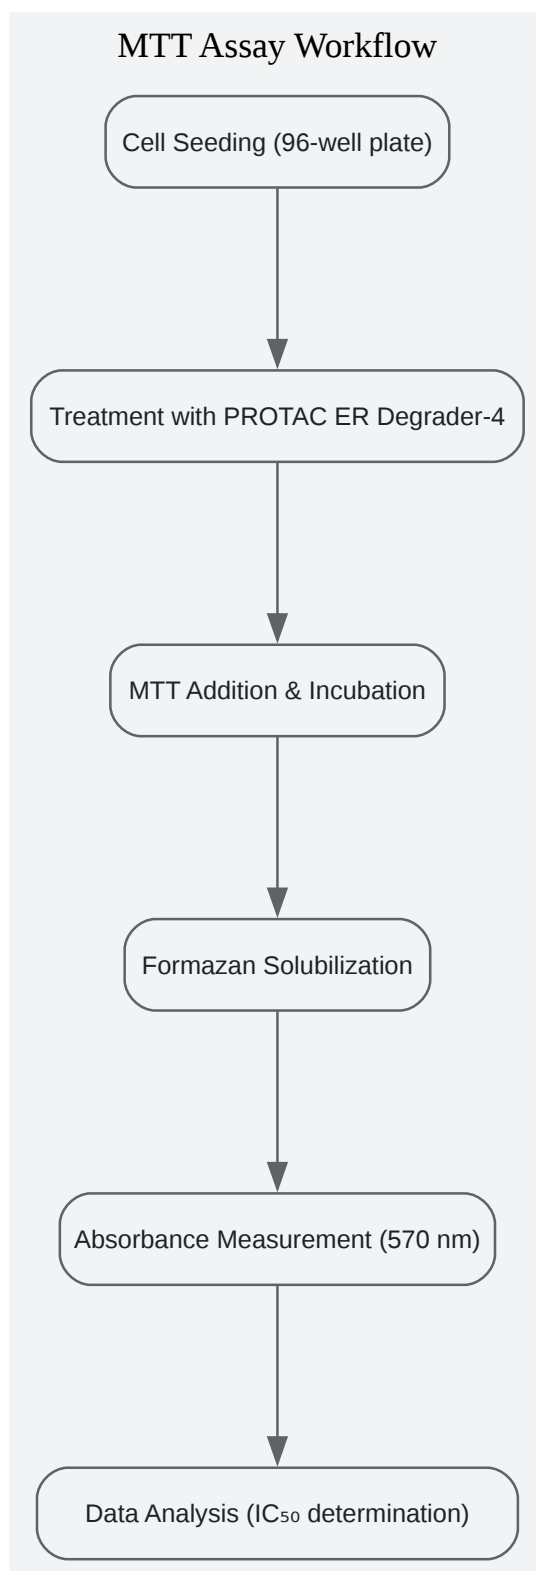 MTT Assay Workflow
Cell Seeding (96-well plate)
Treatment with PROTAC ER Degrader-4
MTT Addition & Incubation
Formazan Solubilization
Absorbance Measurement (570 nm)
Data Analysis (IC₅₀ determination)